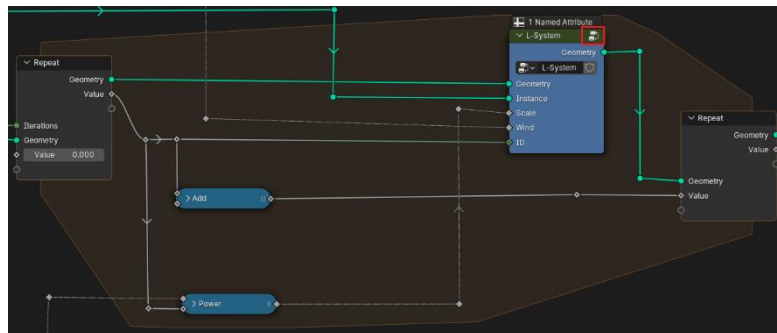 1 Named Attribute
L-System
Geometry
L-System
Geometry
Instance
Scale
Wind
ID
Repeat
Geometry
Value
Iterations
Geometry
Value 0.000
Add
Power
Repeat
Geometry
Value
Geometry
Value